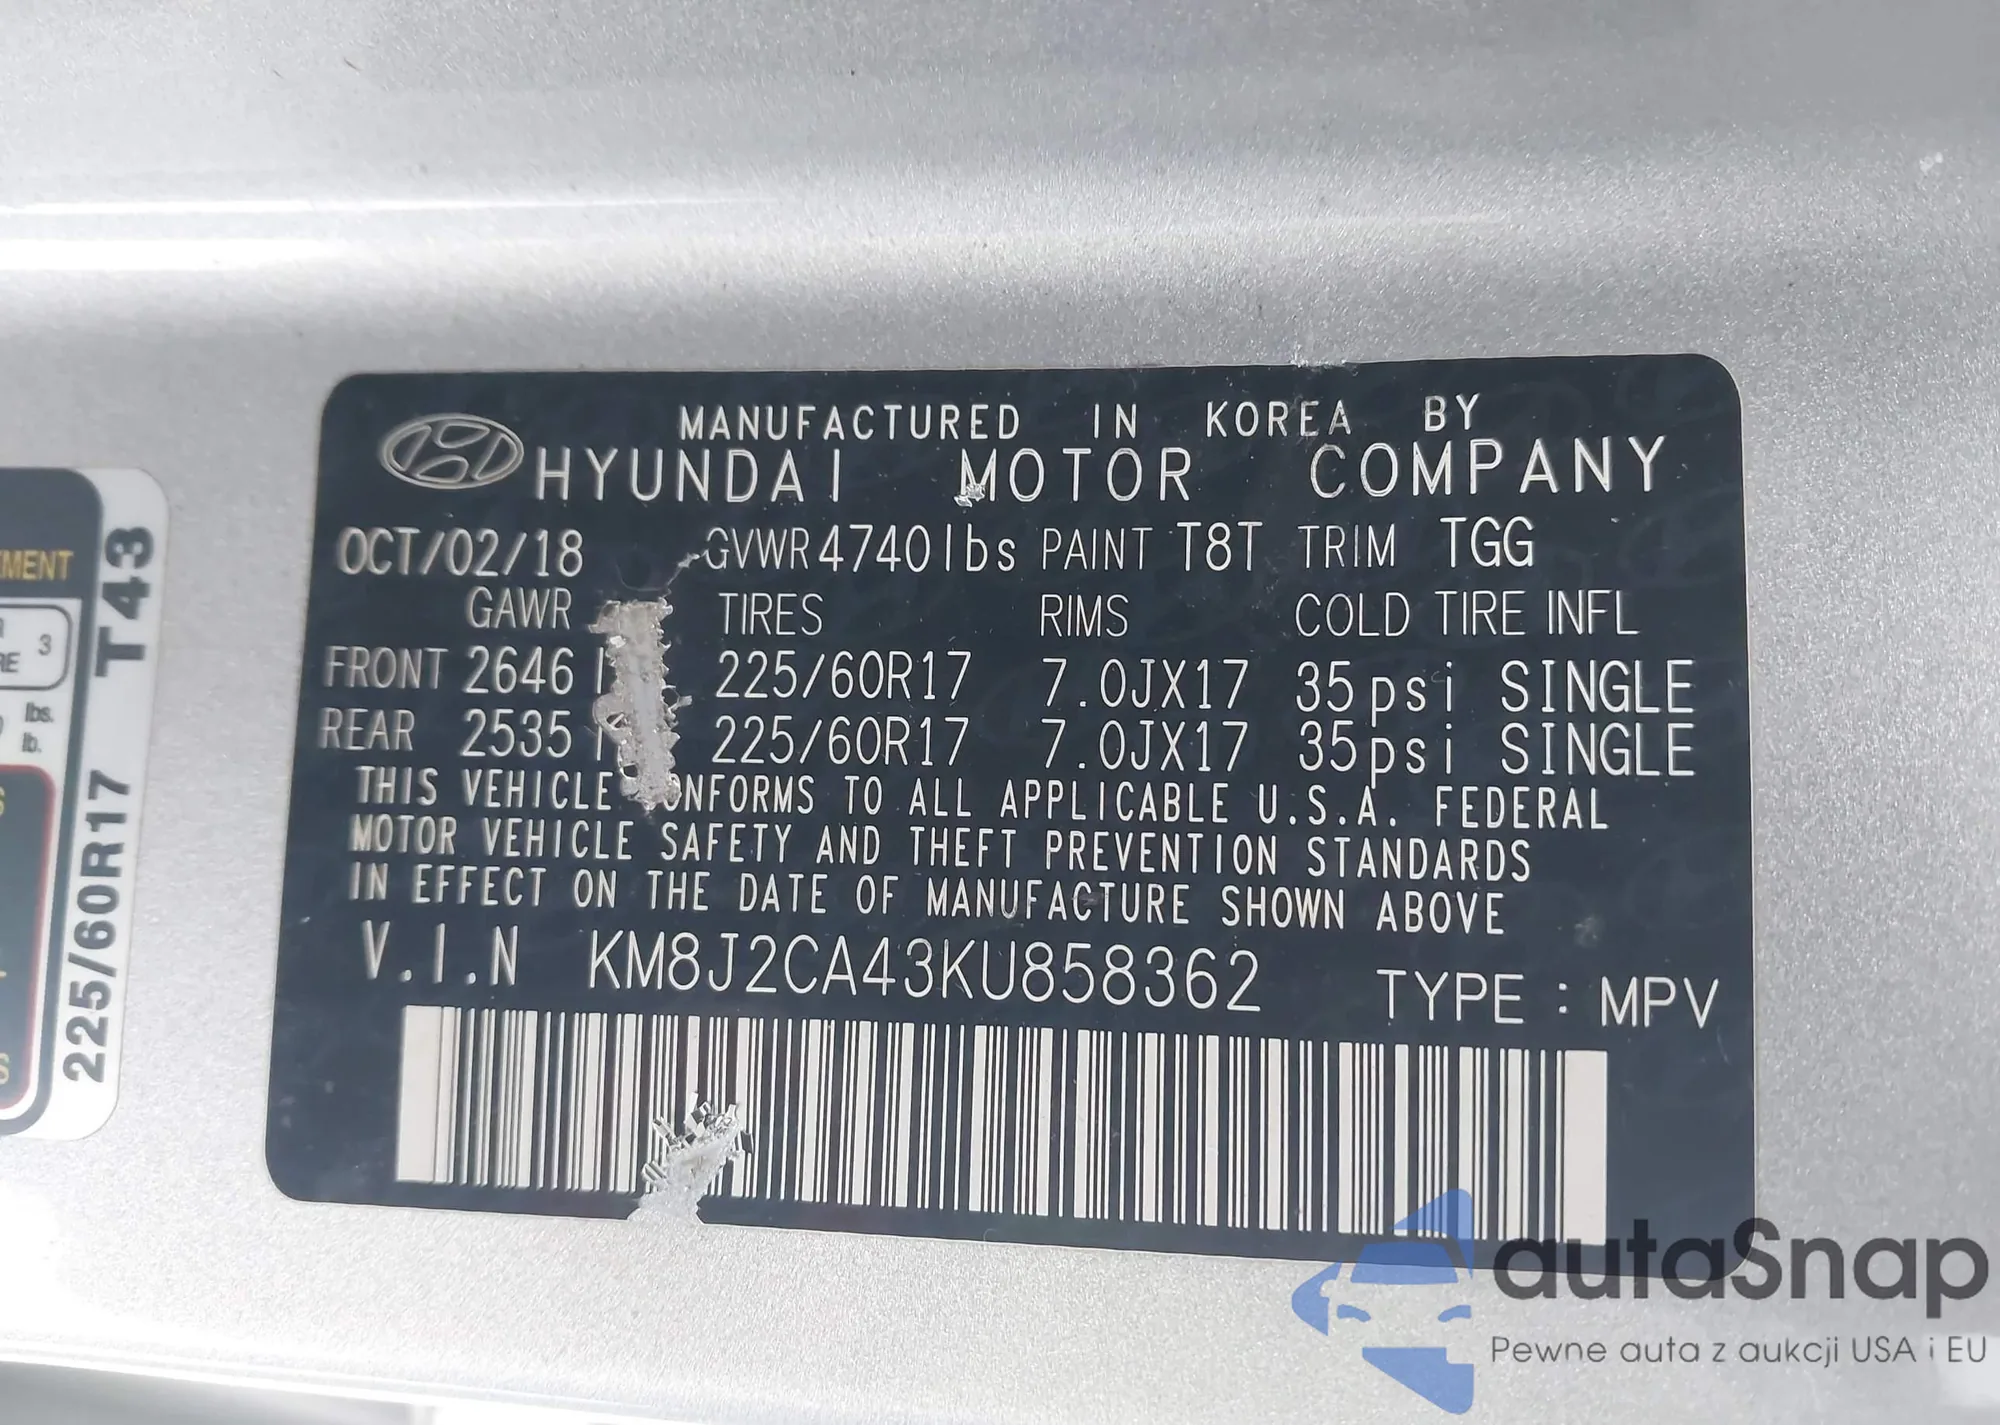 MANUFACTURED IN KOREA BY
HYUNDAI MOTOR COMPANY
OCT/02/18 GVWR 4740lbs PAINT T8T TRIM TGG
GAWR TIRES RIMS COLD TIRE INFL
FRONT 2646 225/60R17 7.0JX17 35psi SINGLE
REAR 2535 225/60R17 7.0JX17 35psi SINGLE
THIS VEHICLE CONFORMS TO ALL APPLICABLE U.S.A. FEDERAL
MOTOR VEHICLE SAFETY AND THEFT PREVENTION STANDARDS
IN EFFECT ON THE DATE OF MANUFACTURE SHOWN ABOVE
V.I.N KM8J2CA43KU858362 TYPE : MPV
225/60R17 T43
3
lbs.
lb.
autaSnap
Pewne auta z aukcji USA i EU